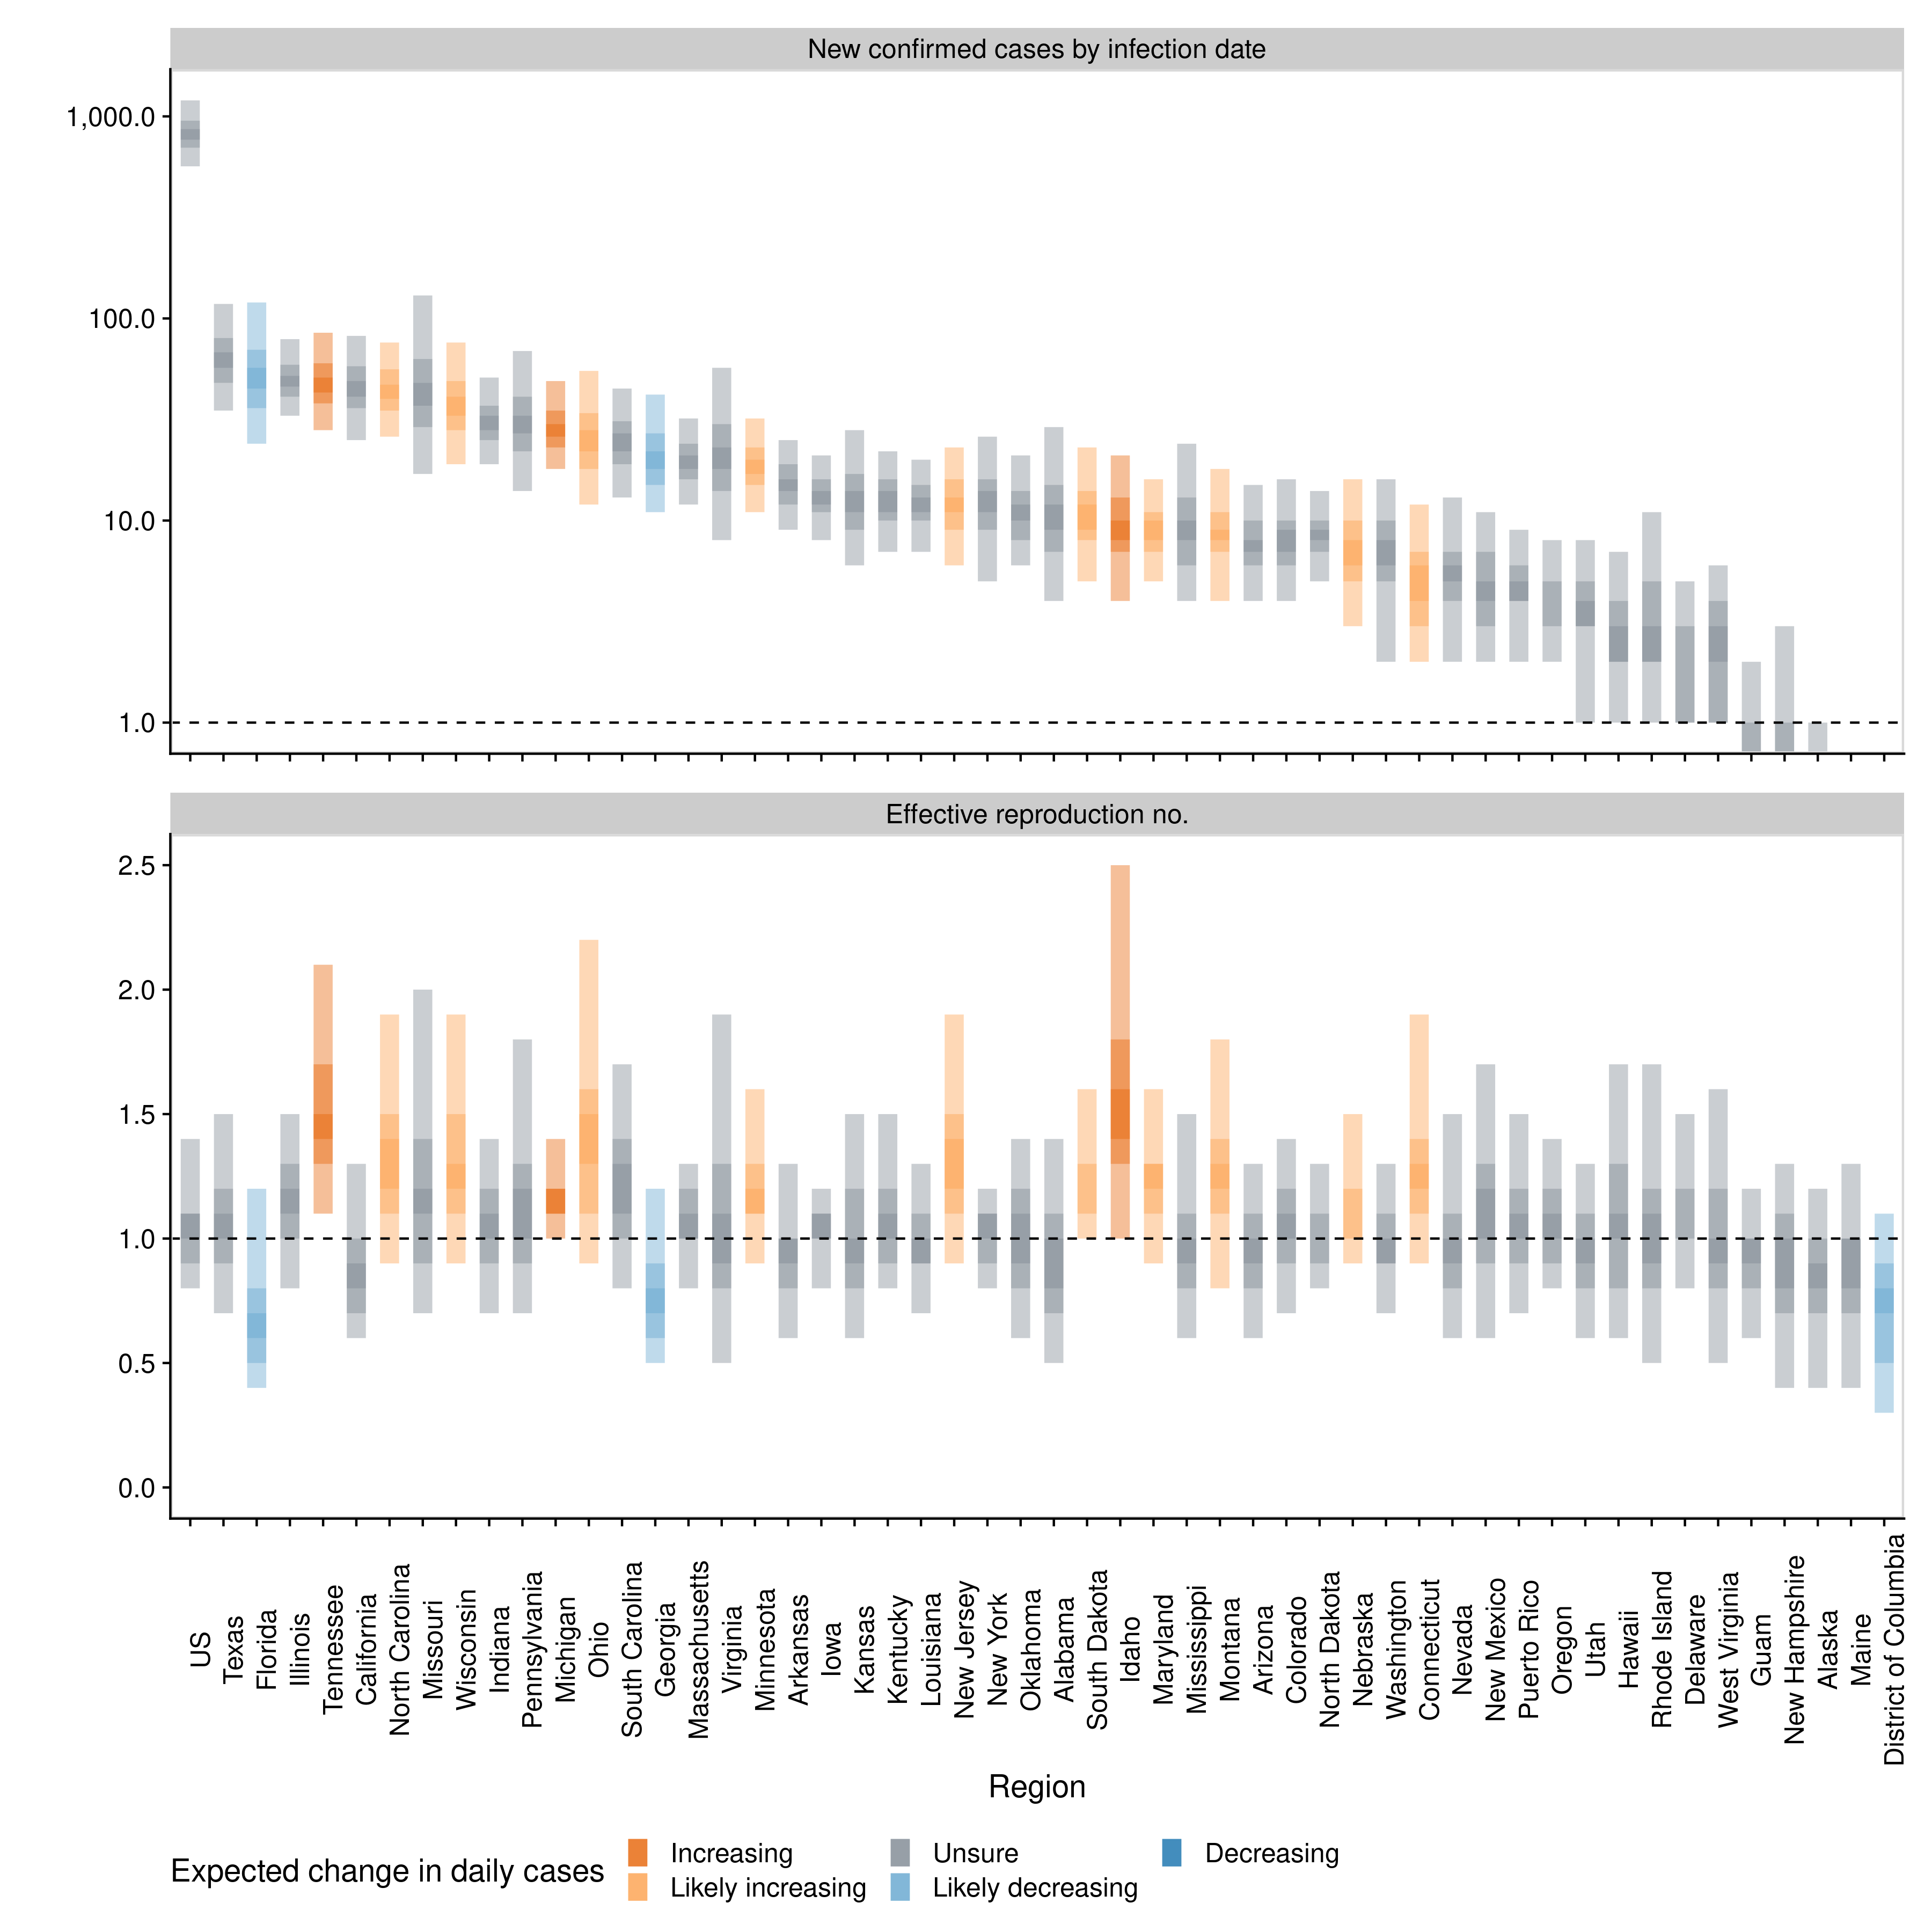 New confirmed cases by infection date
1,000.0
100.0
10.0
1.0
Effective reproduction no.
2.5
2.0
1.5
1.0
0.5
0.0
US
Texas
Florida
Illinois
Tennessee
California
North Carolina
Missouri
Wisconsin
Indiana
Pennsylvania
Michigan
Ohio
South Carolina
Georgia
Massachusetts
Virginia
Minnesota
Arkansas
Iowa
Kansas
Kentucky
Louisiana
New Jersey
New York
Oklahoma
Alabama
South Dakota
Idaho
Maryland
Mississippi
Montana
Arizona
Colorado
North Dakota
Nebraska
Washington
Connecticut
Nevada
New Mexico
Puerto Rico
Oregon
Utah
Hawaii
Rhode Island
Delaware
West Virginia
Guam
New Hampshire
Alaska
Maine
District of Columbia
Region
Expected change in daily cases
Increasing
Likely increasing
Unsure
Likely decreasing
Decreasing